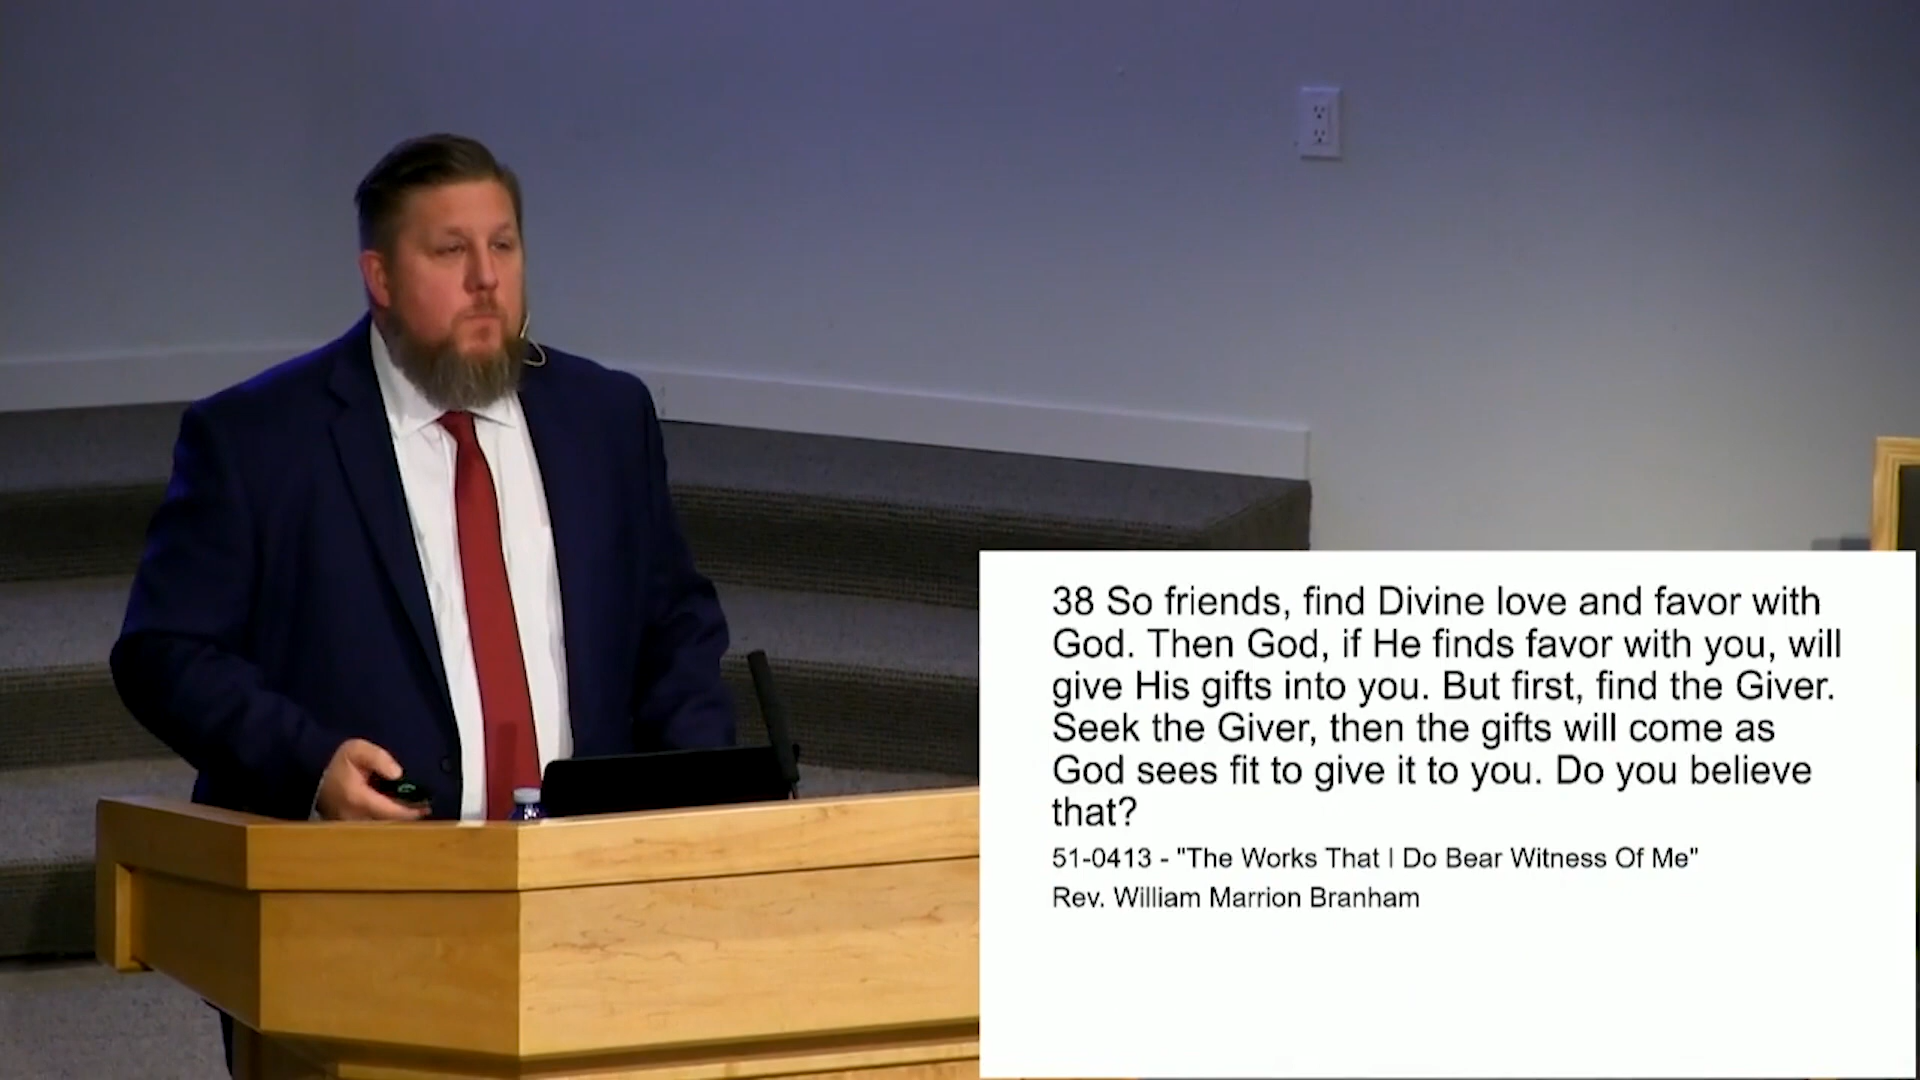 38 So friends, find Divine love and favor with
God. Then God, if He finds favor with you, will
give His gifts into you. But first, find the Giver.
Seek the Giver, then the gifts will come as
God sees fit to give it to you. Do you believe
that?
51-0413 - "The Works That I Do Bear Witness Of Me"
Rev. William Marrion Branham